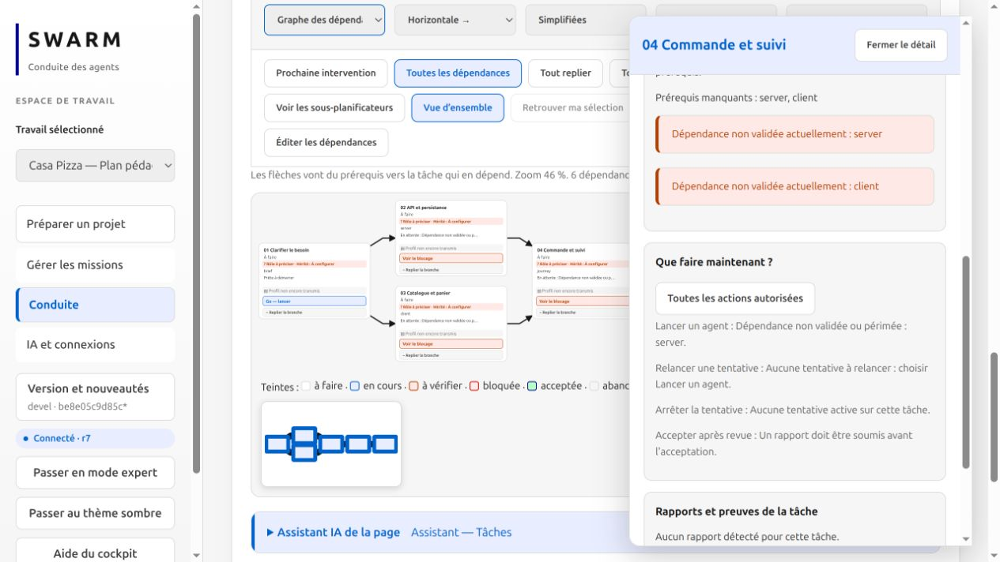 SWARM
Conduite des agents
ESPACE DE TRAVAIL
Travail sélectionné
Casa Pizza — Plan péda
Préparer un projet
Gérer les missions
Conduite
IA et connexions
Version et nouveautés
devel · be8e05c9d85c*
Connecté · r7
Passer en mode expert
Passer au thème sombre
Aide du cockpit
Graphe des dépend
Horizontale →
Simplifiées
Prochaine intervention
Toutes les dépendances
Tout replier
Voir les sous-planificateurs
Vue d'ensemble
Retrouver ma sélection
Éditer les dépendances
Les flèches vont du prérequis vers la tâche qui en dépend. Zoom 46 %. 6 dépendanc
01 Clarifier le besoin
À faire
? Rôle à préciser · Hérité : À configurer
brief
Prête à démarrer
Profil non encore transmis
Go — lancer
– Replier la branche
02 API et persistance
À faire
? Rôle à préciser · Hérité : À configurer
server
En attente : Dépendance non validée ou p…
Profil non encore transmis
Voir le blocage
– Replier la branche
03 Catalogue et panier
À faire
? Rôle à préciser · Hérité : À configurer
client
En attente : Dépendance non validée ou p…
Profil non encore transmis
Voir le blocage
– Replier la branche
04 Commande et suivi
À faire
? Rôle à préciser · Hérité : À configurer
journey
En attente : Dépendance non validée ou p…
Profil non encore transmis
Voir le blocage
– Replier la branche
Teintes : à faire · en cours · à vérifier · bloquée · acceptée · aband
▶ Assistant IA de la page Assistant — Tâches
04 Commande et suivi
Fermer le détail
prérequis.
Prérequis manquants : server, client
Dépendance non validée actuellement : server
Dépendance non validée actuellement : client
Que faire maintenant ?
Toutes les actions autorisées
Lancer un agent : Dépendance non validée ou périmée :
server.
Relancer une tentative : Aucune tentative à relancer : choisir
Lancer un agent.
Arrêter la tentative : Aucune tentative active sur cette tâche.
Accepter après revue : Un rapport doit être soumis avant
l'acceptation.
Rapports et preuves de la tâche
Aucun rapport détecté pour cette tâche.